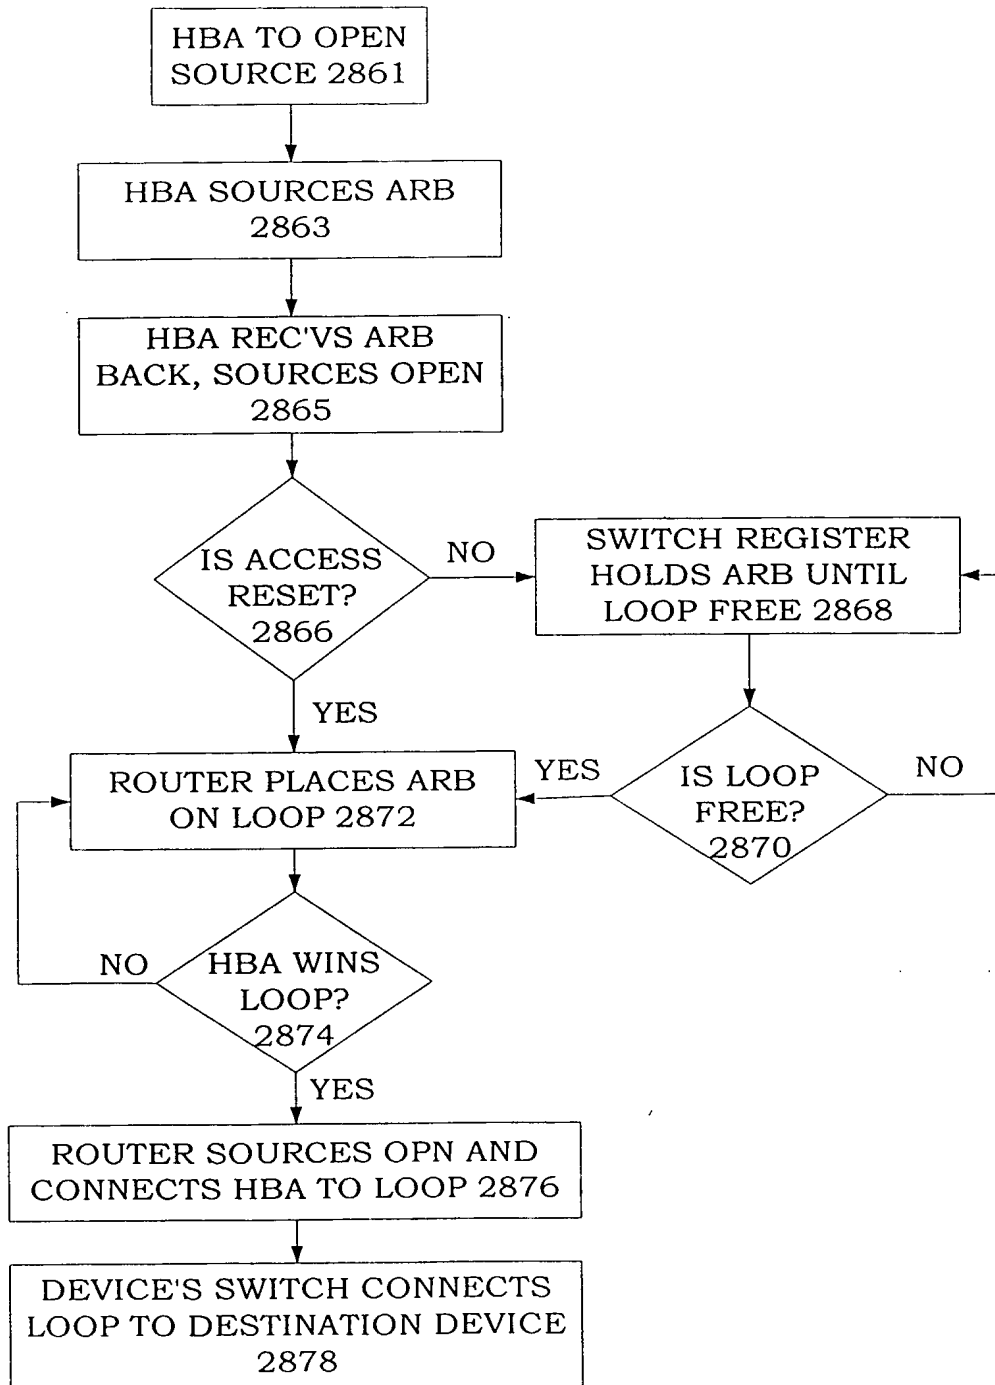 HBA TO OPEN
SOURCE 2861
HBA SOURCES ARB
2863
HBA REC'VS ARB
BACK, SOURCES OPEN
2865
IS ACCESS
RESET?
2866
NO
SWITCH REGISTER
HOLDS ARB UNTIL
LOOP FREE 2868
YES
ROUTER PLACES ARB
ON LOOP 2872
YES
IS LOOP
FREE?
2870
NO
NO
HBA WINS
LOOP?
2874
YES
ROUTER SOURCES OPN AND
CONNECTS HBA TO LOOP 2876
DEVICE'S SWITCH CONNECTS
LOOP TO DESTINATION DEVICE
2878